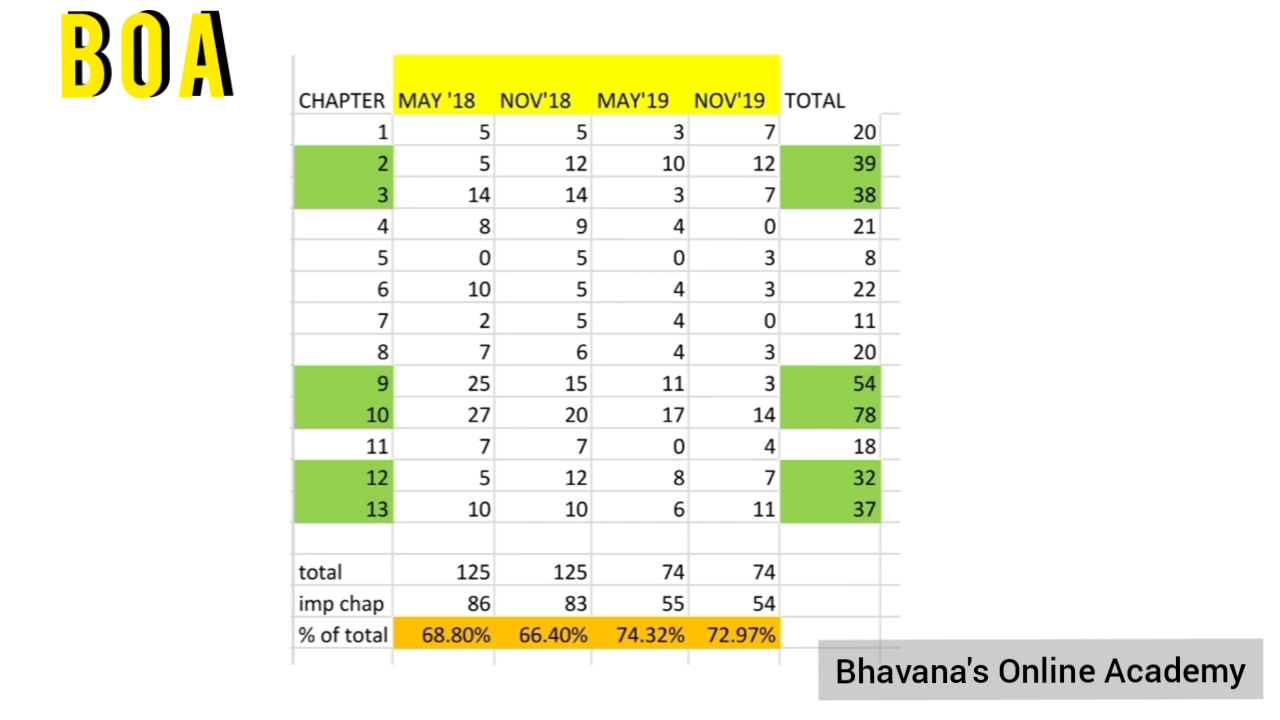 BOA
CHAPTER MAY '18 NOV'18 MAY'19 NOV'19 TOTAL
1 5 5 3 7 20
2 5 12 10 12 39
3 14 14 3 7 38
4 8 9 4 0 21
5 0 5 0 3 8
6 10 5 4 3 22
7 2 5 4 0 11
8 7 6 4 3 20
9 25 15 11 3 54
10 27 20 17 14 78
11 7 7 0 4 18
12 5 12 8 7 32
13 10 10 6 11 37
total 125 125 74 74
imp chap 86 83 55 54
% of total 68.80% 66.40% 74.32% 72.97%
Bhavana's Online Academy